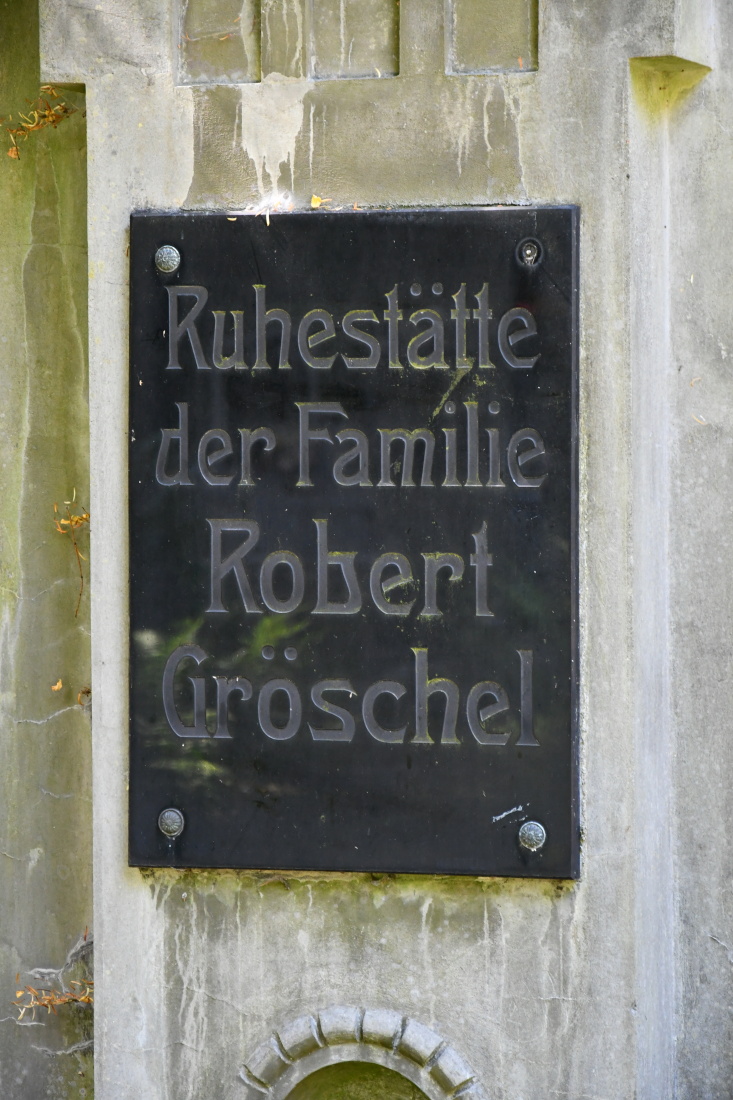 Ruhestätte
der Familie
Robert
Gröschel